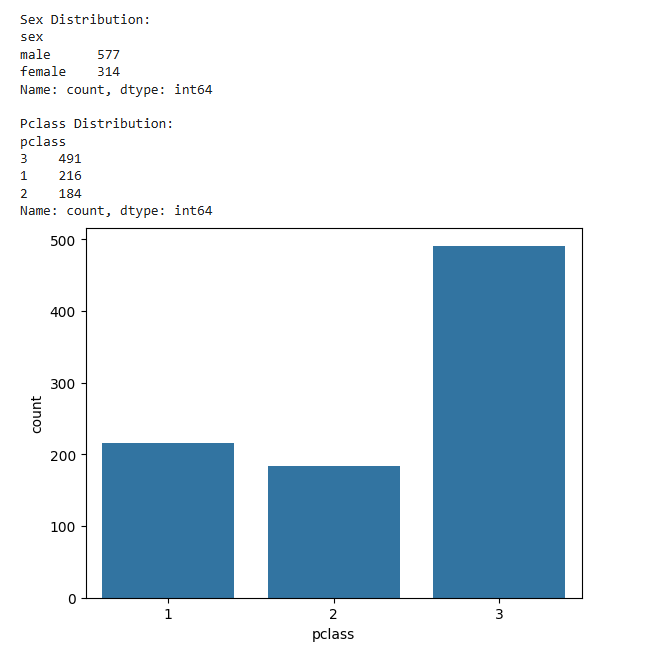 Sex Distribution:
sex
male      577
female    314
Name: count, dtype: int64

Pclass Distribution:
pclass
3    491
1    216
2    184
Name: count, dtype: int64
500
400
300
200
100
0
count
1 2 3
pclass